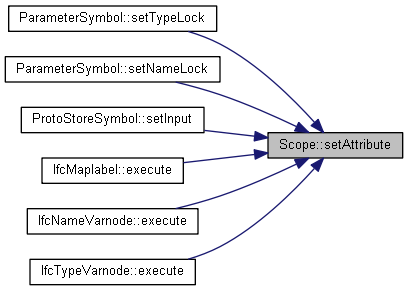 ParameterSymbol::setTypeLock
ParameterSymbol::setNameLock
ProtoStoreSymbol::setInput
Scope::setAttribute
IfcMaplabel::execute
IfcNameVarnode::execute
IfcTypeVarnode::execute